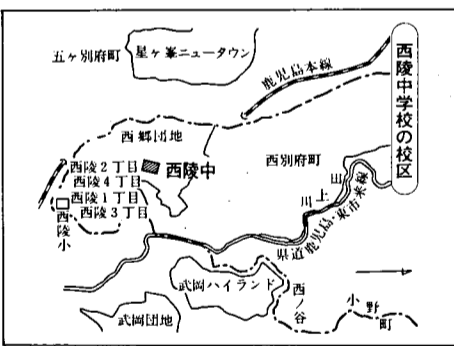 西陵中学校の校区
五ヶ別府町
星ヶ峯ニュータウン
鹿児島本線
西郷団地
西陵2丁目
西陵4丁目
西陵1丁目
西陵3丁目
西陵中
西陵小
西別府町
川上山
県道鹿児島・東市来線
武岡ハイランド
西ノ谷
小野町
武岡団地